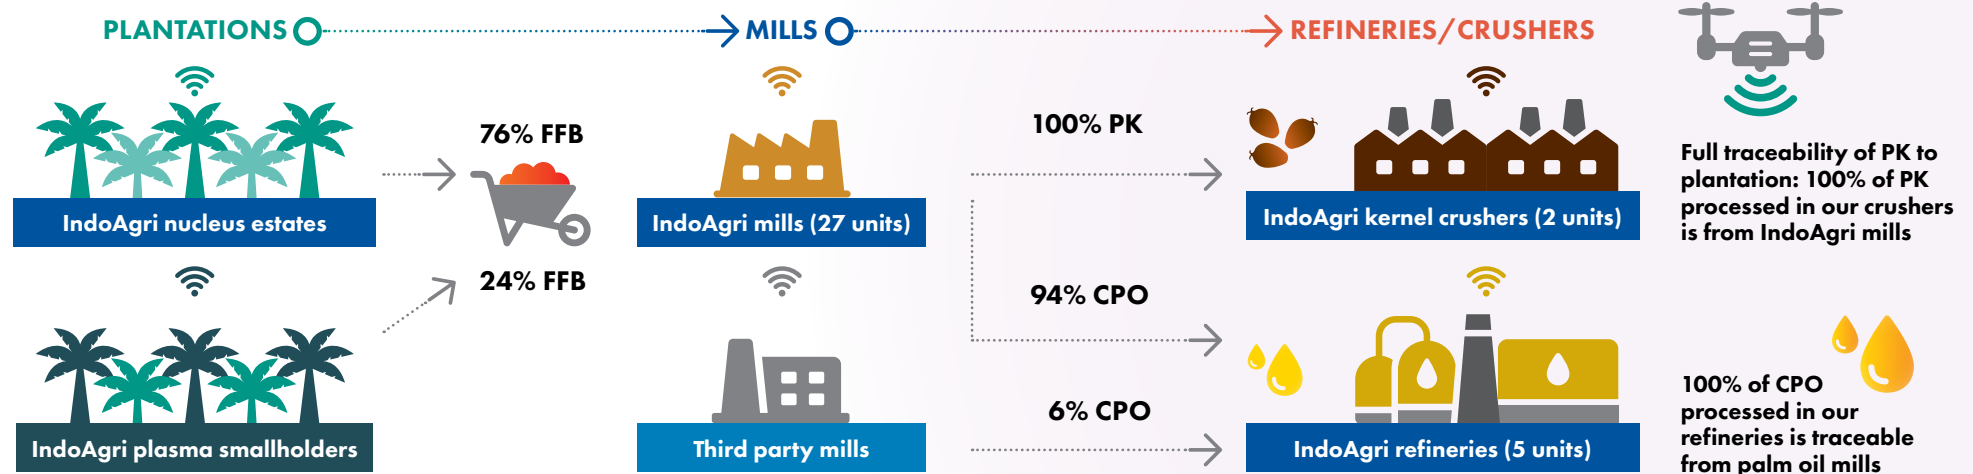 PLANTATIONS
MILLS
REFINERIES/CRUSHERS
76% FFB
24% FFB
IndoAgri nucleus estates
IndoAgri plasma smallholders
IndoAgri mills (27 units)
Third party mills
100% PK
94% CPO
6% CPO
IndoAgri kernel crushers (2 units)
IndoAgri refineries (5 units)
Full traceability of PK to
plantation: 100% of PK
processed in our crushers
is from IndoAgri mills
100% of CPO
processed in our
refineries is traceable
from palm oil mills